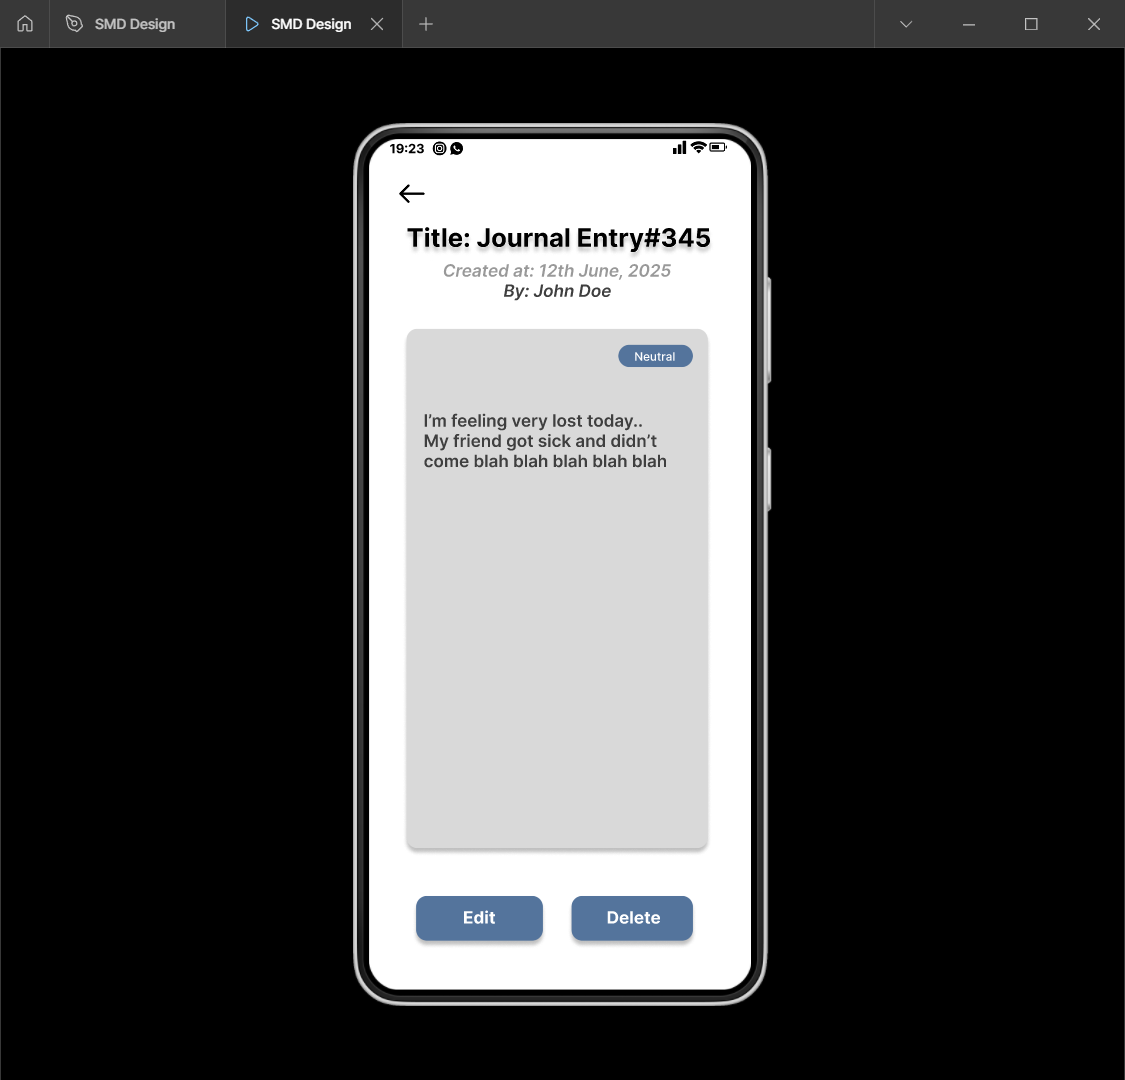 SMD Design
SMD Design
19:23
Title: Journal Entry#345
Created at: 12th June, 2025
By: John Doe
Neutral
I’m feeling very lost today..
My friend got sick and didn’t
come blah blah blah blah blah
Edit
Delete